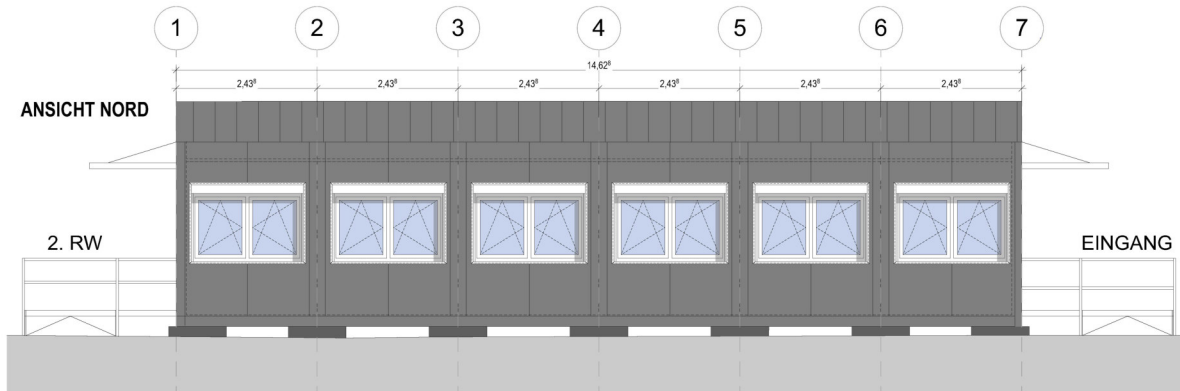 1 2 3 4 5 6 7
14,62⁸
2,43⁸ 2,43⁸ 2,43⁸ 2,43⁸ 2,43⁸ 2,43⁸
ANSICHT NORD
2. RW
EINGANG